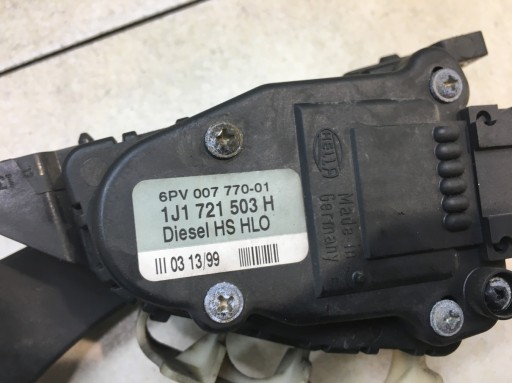 6PV 007 770-01
1J1 721 503 H
Diesel HS HLO
III 03 13/99
HELLA
Made in
Germany